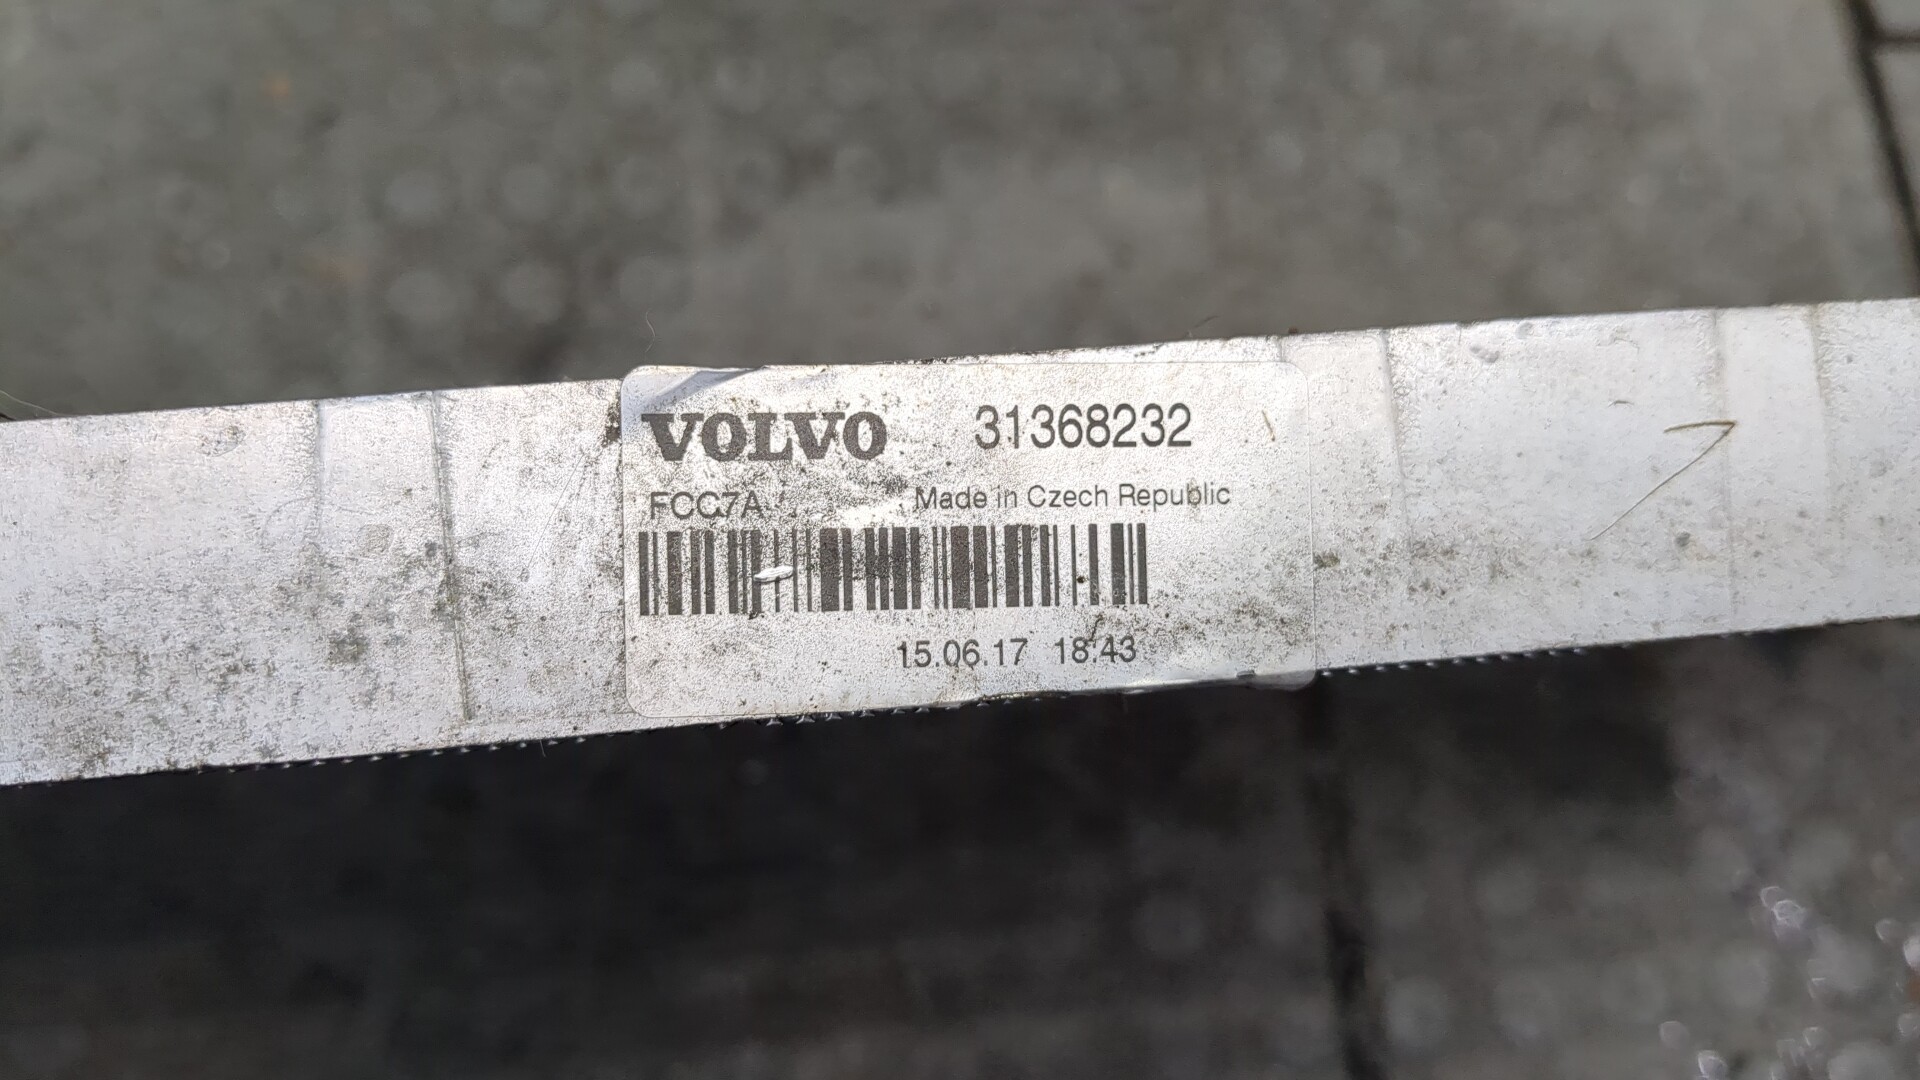 VOLVO 31368232
FCC7A Made in Czech Republic
15.06.17 18:43